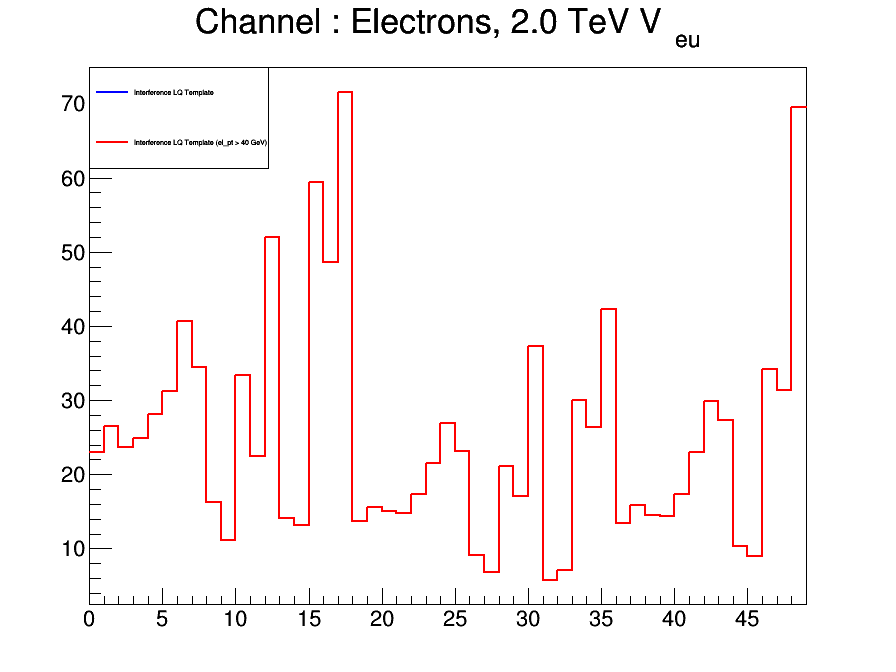 Channel : Electrons, 2.0 TeV V eu
Interference LQ Template
Interference LQ Template (el_pt > 40 GeV)
70
60
50
40
30
20
10
0 5 10 15 20 25 30 35 40 45